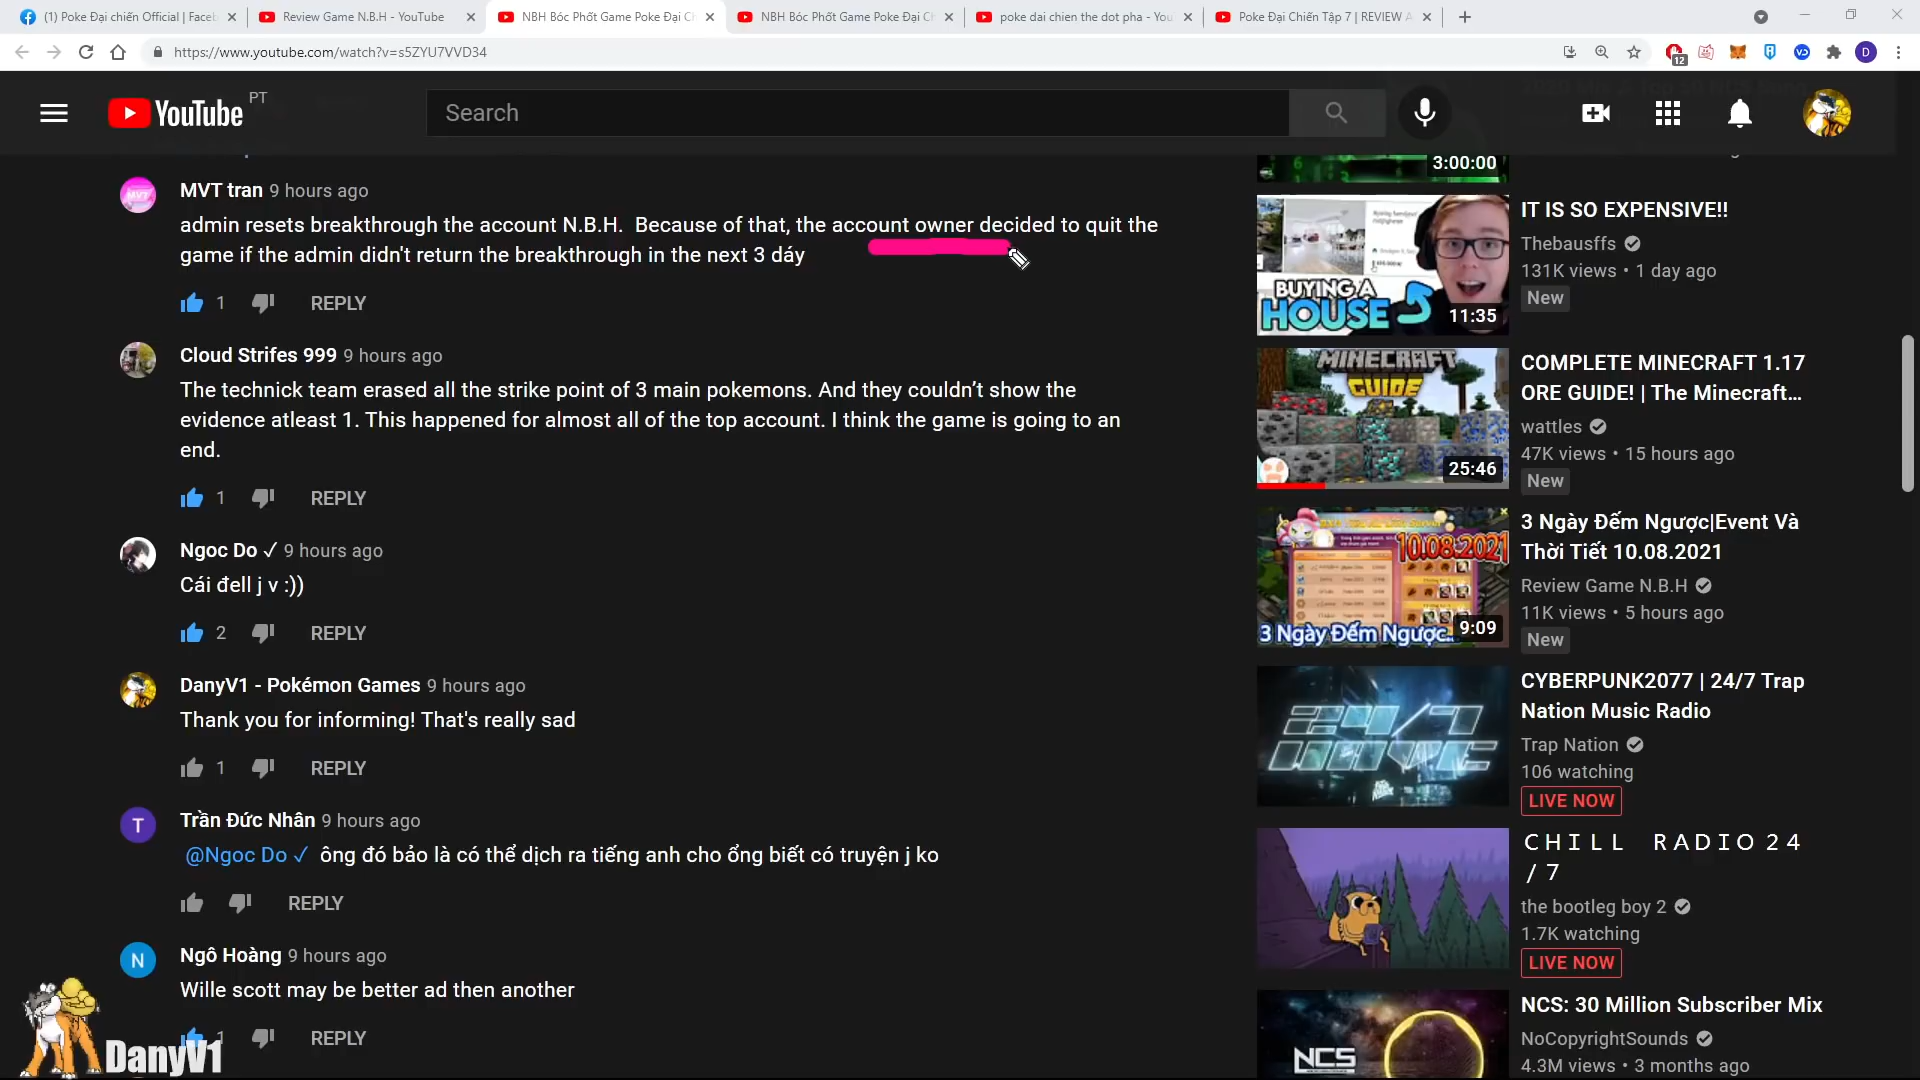 (1) Poke Đại chiến Official | Faceb
Review Game N.B.H - YouTube
NBH Bóc Phốt Game Poke Đại Ch
NBH Bóc Phốt Game Poke Đại Ch
poke dai chien the dot pha - You
Poke Đại Chiến Tập 7 | REVIEW A
https://www.youtube.com/watch?v=s5ZYU7VVD34
12
D
YouTube PT
Search
MVT tran 9 hours ago
admin resets breakthrough the account N.B.H. Because of that, the account owner decided to quit the
game if the admin didn't return the breakthrough in the next 3 dáy
1 REPLY
Cloud Strifes 999 9 hours ago
The technick team erased all the strike point of 3 main pokemons. And they couldn’t show the
evidence atleast 1. This happened for almost all of the top account. I think the game is going to an
end.
1 REPLY
Ngoc Do ✓ 9 hours ago
Cái đell j v :))
2 REPLY
DanyV1 - Pokémon Games 9 hours ago
Thank you for informing! That's really sad
1 REPLY
T
Trần Đức Nhân 9 hours ago
@Ngoc Do ✓ ông đó bảo là có thể dịch ra tiếng anh cho ổng biết có truyện j ko
REPLY
N
Ngô Hoàng 9 hours ago
Wille scott may be better ad then another
1 REPLY
DanyV1
3:00:00
BUYING A
HOUSE
11:35
IT IS SO EXPENSIVE!!
Thebausffs
131K views • 1 day ago
New
MINECRAFT
GUIDE
25:46
COMPLETE MINECRAFT 1.17
ORE GUIDE! | The Minecraft...
wattles
47K views • 15 hours ago
New
10.08.2021
3 Ngày Đếm Ngược...
9:09
3 Ngày Đếm Ngược|Event Và
Thời Tiết 10.08.2021
Review Game N.B.H
11K views • 5 hours ago
New
24/7
CYBERPUNK2077 | 24/7 Trap
Nation Music Radio
Trap Nation
106 watching
LIVE NOW
CHILL RADIO 24
/ 7
the bootleg boy 2
1.7K watching
LIVE NOW
NCS
NCS: 30 Million Subscriber Mix
NoCopyrightSounds
4.3M views • 3 months ago